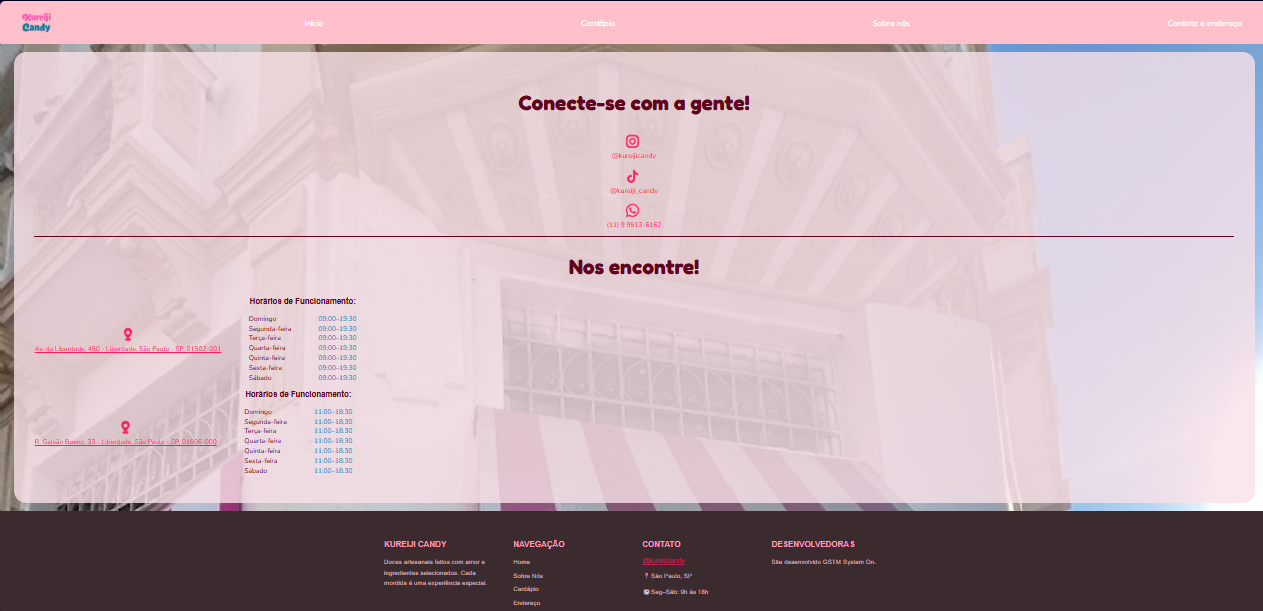 Kureiji
Candy
Início
Cardápio
Sobre nós
Contato e endereço
Conecte-se com a gente!
@kureijicandy
@kureiji_candy
(11) 9 9513-6162
Nos encontre!
Horários de Funcionamento:
Domingo 09:00–19:30
Segunda-feira 09:00–19:30
Terça-feira 09:00–19:30
Quarta-feira 09:00–19:30
Quinta-feira 09:00–19:30
Sexta-feira 09:00–19:30
Sábado 09:00–19:30
Av. da Liberdade, 450 - Liberdade, São Paulo - SP, 01502-001
Horários de Funcionamento:
Domingo 11:00–18:30
Segunda-feira 11:00–18:30
Terça-feira 11:00–18:30
Quarta-feira 11:00–18:30
Quinta-feira 11:00–18:30
Sexta-feira 11:00–18:30
Sábado 11:00–18:30
R. Galvão Bueno, 33 - Liberdade, São Paulo - SP, 01506-000
KUREIJI CANDY
Doces artesanais feitos com amor e
ingredientes selecionados. Cada
mordida é uma experiência especial.
NAVEGAÇÃO
Home
Sobre Nós
Cardápio
Endereço
CONTATO
@kureijicandy
São Paulo, SP
Seg–Sáb: 9h às 18h
DESENVOLVEDORAS
Site desenvolvido GSTM System On.